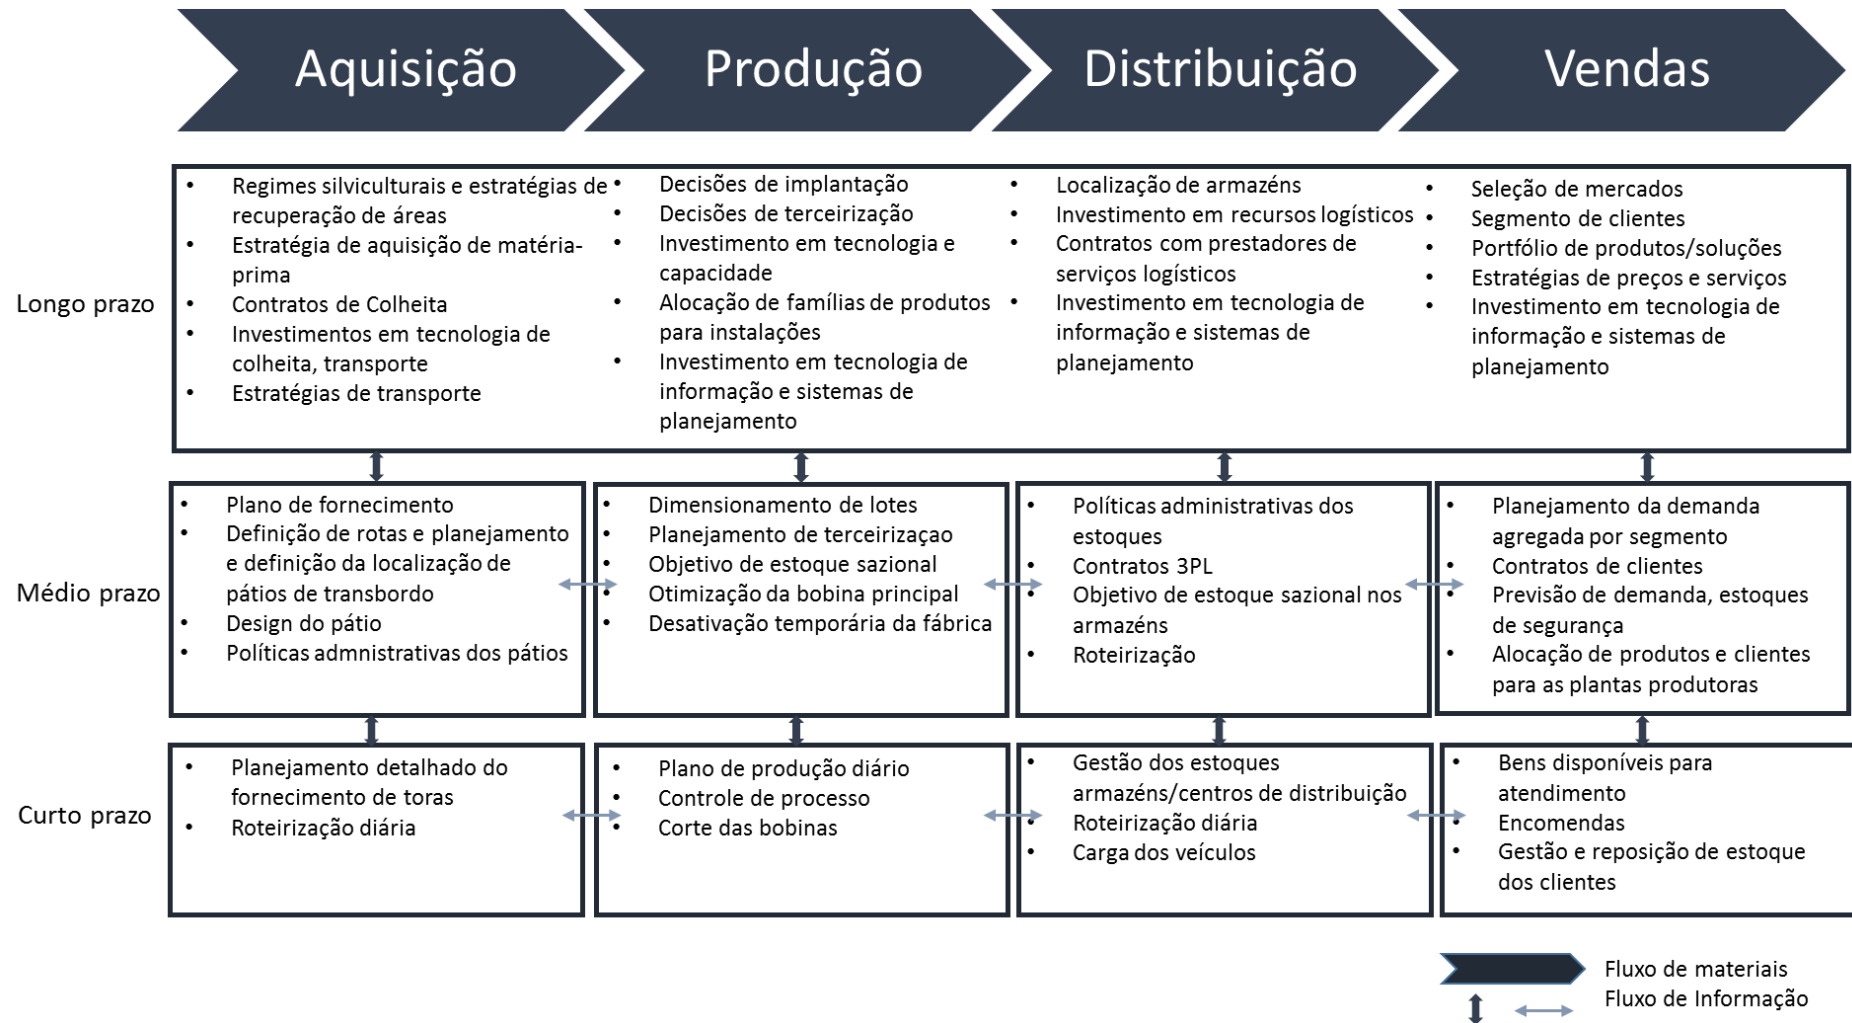 Aquisição
Produção
Distribuição
Vendas
Longo prazo
• Regimes silviculturais e estratégias de
recuperação de áreas
• Estratégia de aquisição de matéria-
prima
• Contratos de Colheita
• Investimentos em tecnologia de
colheita, transporte
• Estratégias de transporte
• Decisões de implantação
• Decisões de terceirização
• Investimento em tecnologia e
capacidade
• Alocação de famílias de produtos
para instalações
• Investimento em tecnologia de
informação e sistemas de
planejamento
• Localização de armazéns
• Investimento em recursos logísticos
• Contratos com prestadores de
serviços logísticos
• Investimento em tecnologia de
informação e sistemas de
planejamento
• Seleção de mercados
• Segmento de clientes
• Portfólio de produtos/soluções
• Estratégias de preços e serviços
• Investimento em tecnologia de
informação e sistemas de
planejamento
Médio prazo
• Plano de fornecimento
• Definição de rotas e planejamento
e definição da localização de
pátios de transbordo
• Design do pátio
• Políticas admnistrativas dos pátios
• Dimensionamento de lotes
• Planejamento de terceirizaçao
• Objetivo de estoque sazional
• Otimização da bobina principal
• Desativação temporária da fábrica
• Políticas administrativas dos
estoques
• Contratos 3PL
• Objetivo de estoque sazional nos
armazéns
• Roteirização
• Planejamento da demanda
agregada por segmento
• Contratos de clientes
• Previsão de demanda, estoques
de segurança
• Alocação de produtos e clientes
para as plantas produtoras
Curto prazo
• Planejamento detalhado do
fornecimento de toras
• Roteirização diária
• Plano de produção diário
• Controle de processo
• Corte das bobinas
• Gestão dos estoques
armazéns/centros de distribuição
• Roteirização diária
• Carga dos veículos
• Bens disponíveis para
atendimento
• Encomendas
• Gestão e reposição de estoque
dos clientes
Fluxo de materiais
Fluxo de Informação